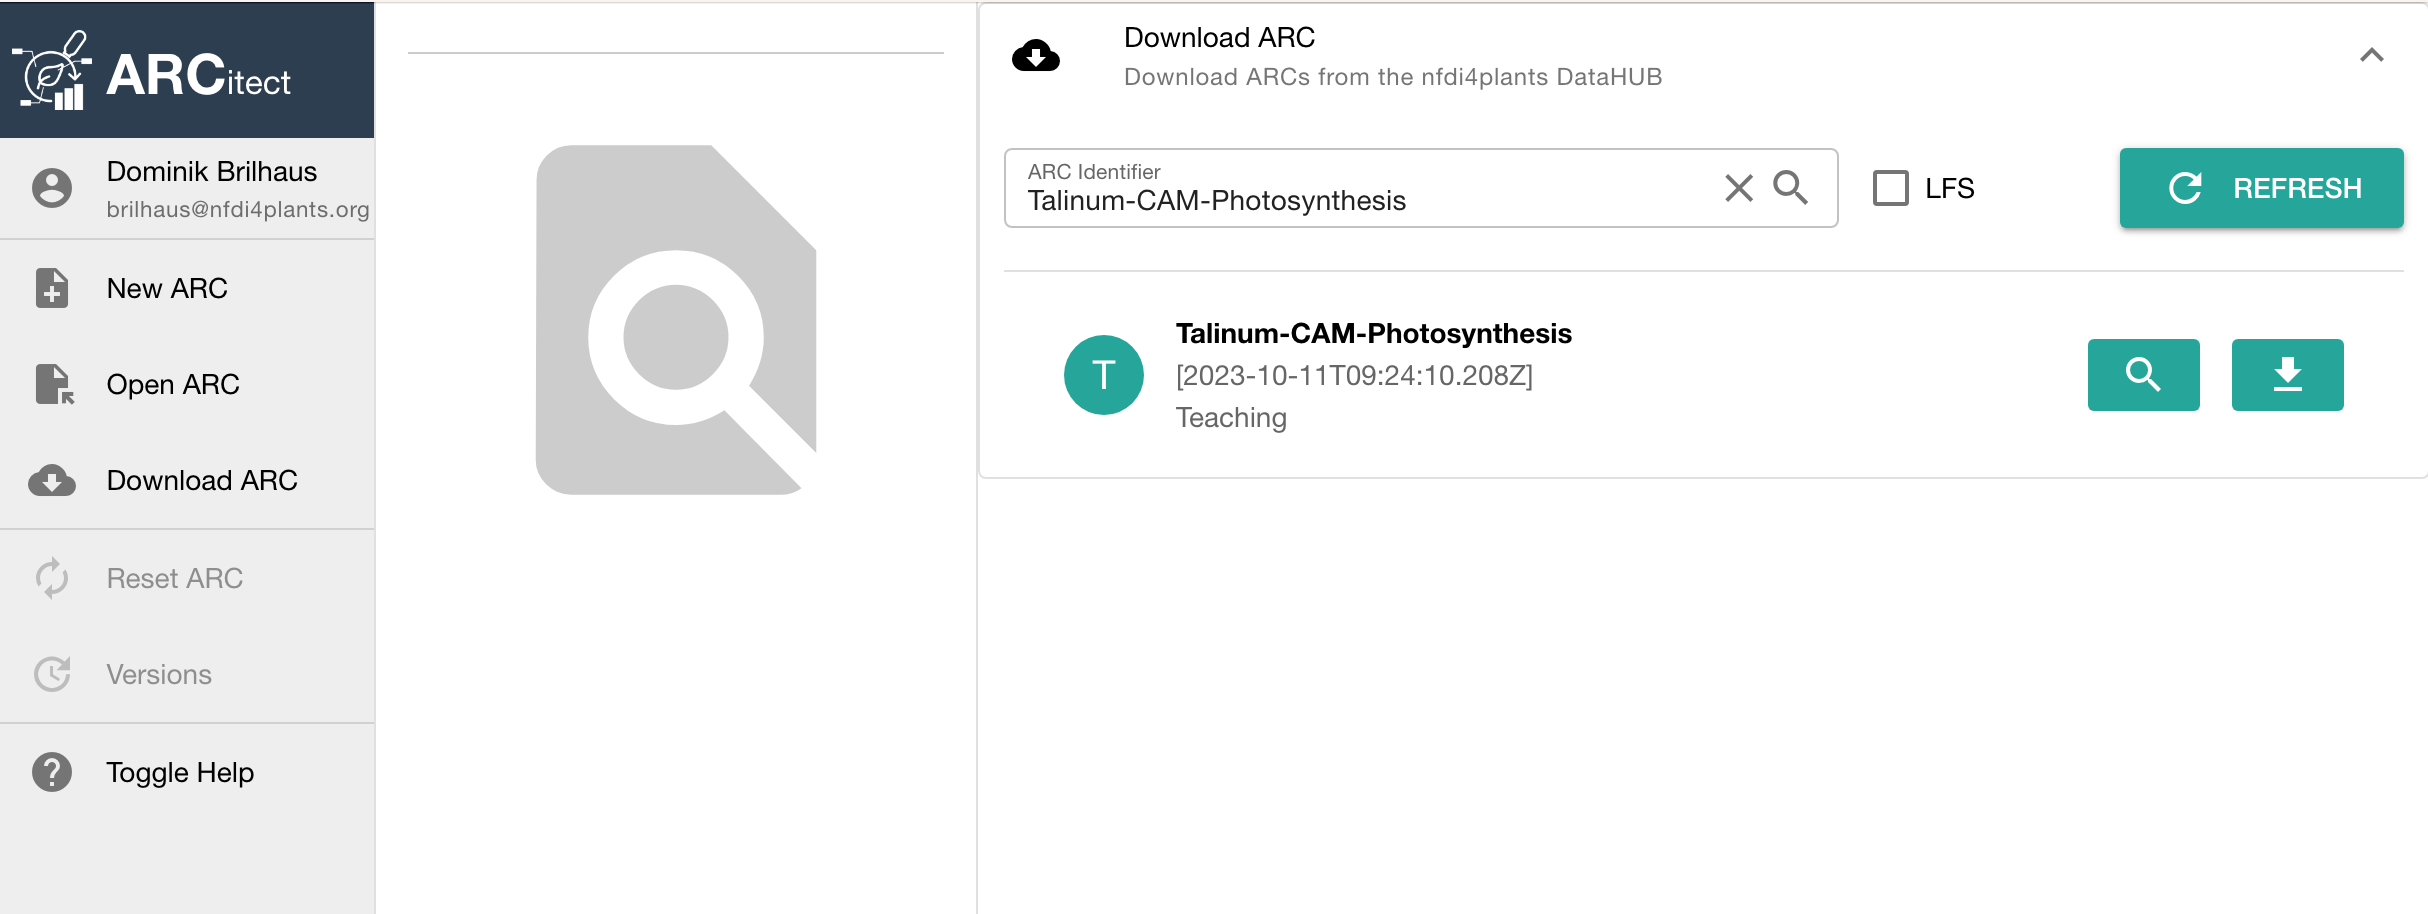 ARCitect
Dominik Brilhaus
brilhaus@nfdi4plants.org
New ARC
Open ARC
Download ARC
Reset ARC
Versions
Toggle Help
Download ARC
Download ARCs from the nfdi4plants DataHUB
ARC Identifier
Talinum-CAM-Photosynthesis
LFS
REFRESH
T
Talinum-CAM-Photosynthesis
[2023-10-11T09:24:10.208Z]
Teaching